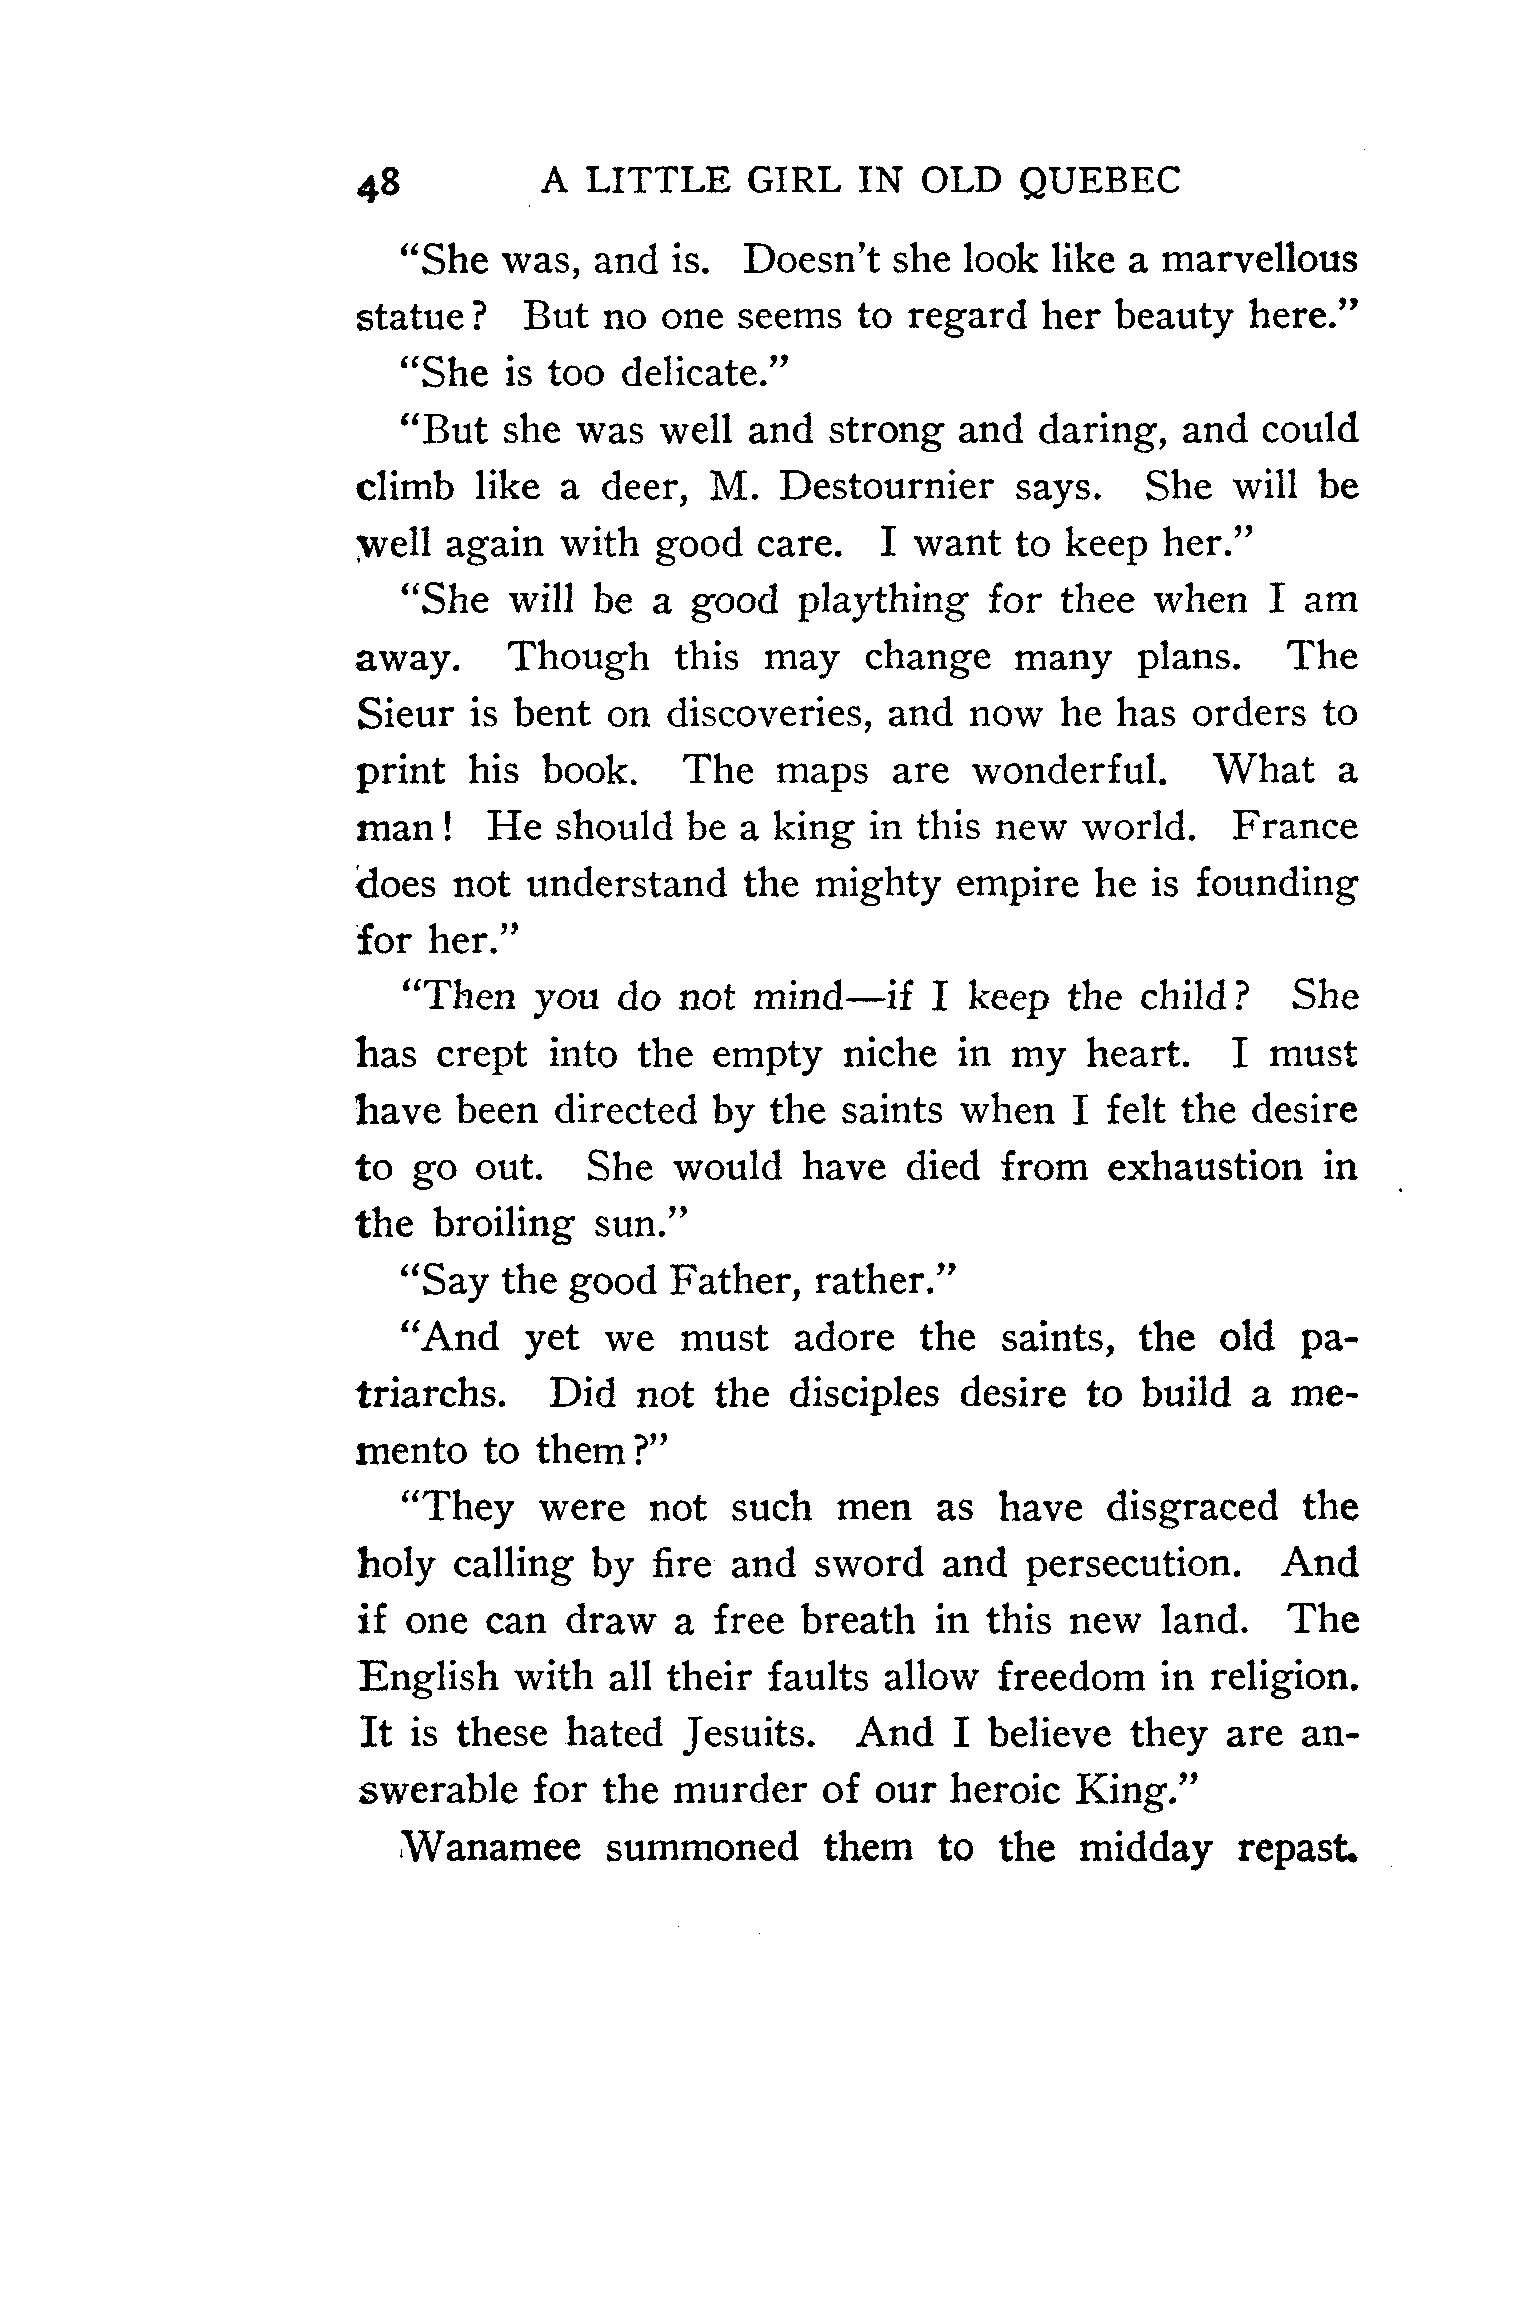 48 A LITTLE GIRL IN OLD QUEBEC
“She was, and is. Doesn’t she look like a marvellous
statue? But no one seems to regard her beauty here.”
“She is too delicate.”
“But she was well and strong and daring, and could
climb like a deer, M. Destournier says. She will be
well again with good care. I want to keep her.”
“She will be a good plaything for thee when I am
away. Though this may change many plans. The
Sieur is bent on discoveries, and now he has orders to
print his book. The maps are wonderful. What a
man! He should be a king in this new world. France
does not understand the mighty empire he is founding
for her.”
“Then you do not mind—if I keep the child? She
has crept into the empty niche in my heart. I must
have been directed by the saints when I felt the desire
to go out. She would have died from exhaustion in
the broiling sun.”
“Say the good Father, rather.”
“And yet we must adore the saints, the old pa-
triarchs. Did not the disciples desire to build a me-
mento to them?”
“They were not such men as have disgraced the
holy calling by fire and sword and persecution. And
if one can draw a free breath in this new land. The
English with all their faults allow freedom in religion.
It is these hated Jesuits. And I believe they are an-
swerable for the murder of our heroic King.”
Wanamee summoned them to the midday repast.